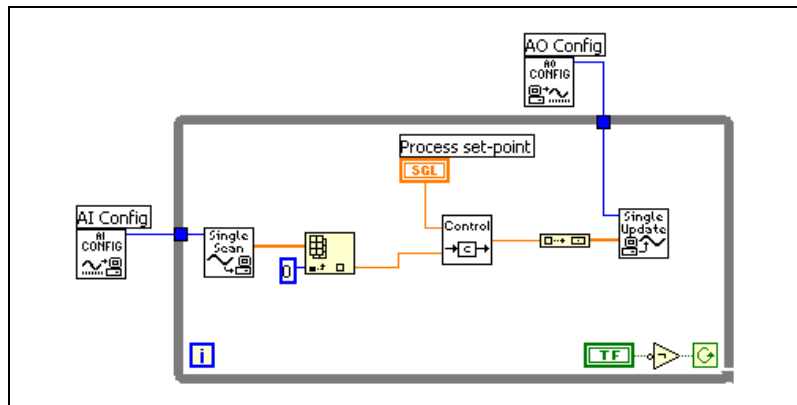 AO Config
AO
CONFIG
Process set-point
SGL
AI Config
AI
CONFIG
Single
Scan
0
Control
C
Single
Update
i
TF